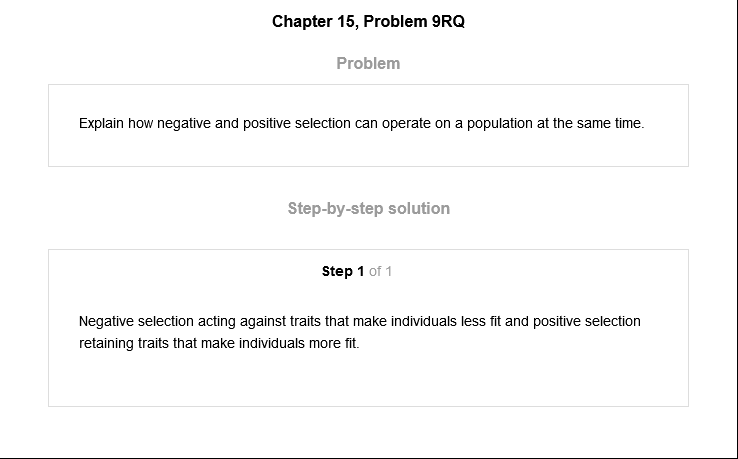 Chapter 15, Problem 9RQ
Problem
Explain how negative and positive selection can operate on a population at the same time.
Step-by-step solution
Step 1 of 1
Negative selection acting against traits that make individuals less fit and positive selection
retaining traits that make individuals more fit.